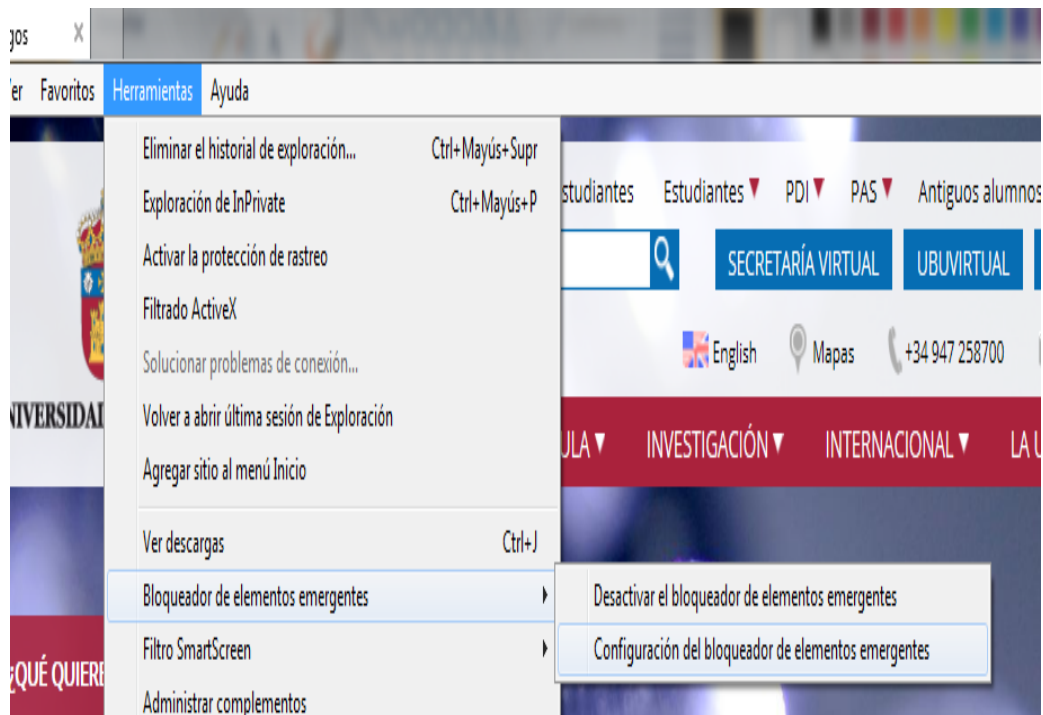 gos X
er Favoritos Herramientas Ayuda
Eliminar el historial de exploración... Ctrl+Mayús+Supr
Exploración de InPrivate Ctrl+Mayús+P
Activar la protección de rastreo
Filtrado ActiveX
Solucionar problemas de conexión...
Volver a abrir última sesión de Exploración
Agregar sitio al menú Inicio
Ver descargas Ctrl+J
Bloqueador de elementos emergentes
Filtro SmartScreen
Administrar complementos
Desactivar el bloqueador de elementos emergentes
Configuración del bloqueador de elementos emergentes
studiantes Estudiantes PDI PAS Antiguos alumnos
SECRETARÍA VIRTUAL UBUVIRTUAL
English Mapas +34 947 258700
NIVERSIDAD
ULA INVESTIGACIÓN INTERNACIONAL LA U
¿QUÉ QUIERE